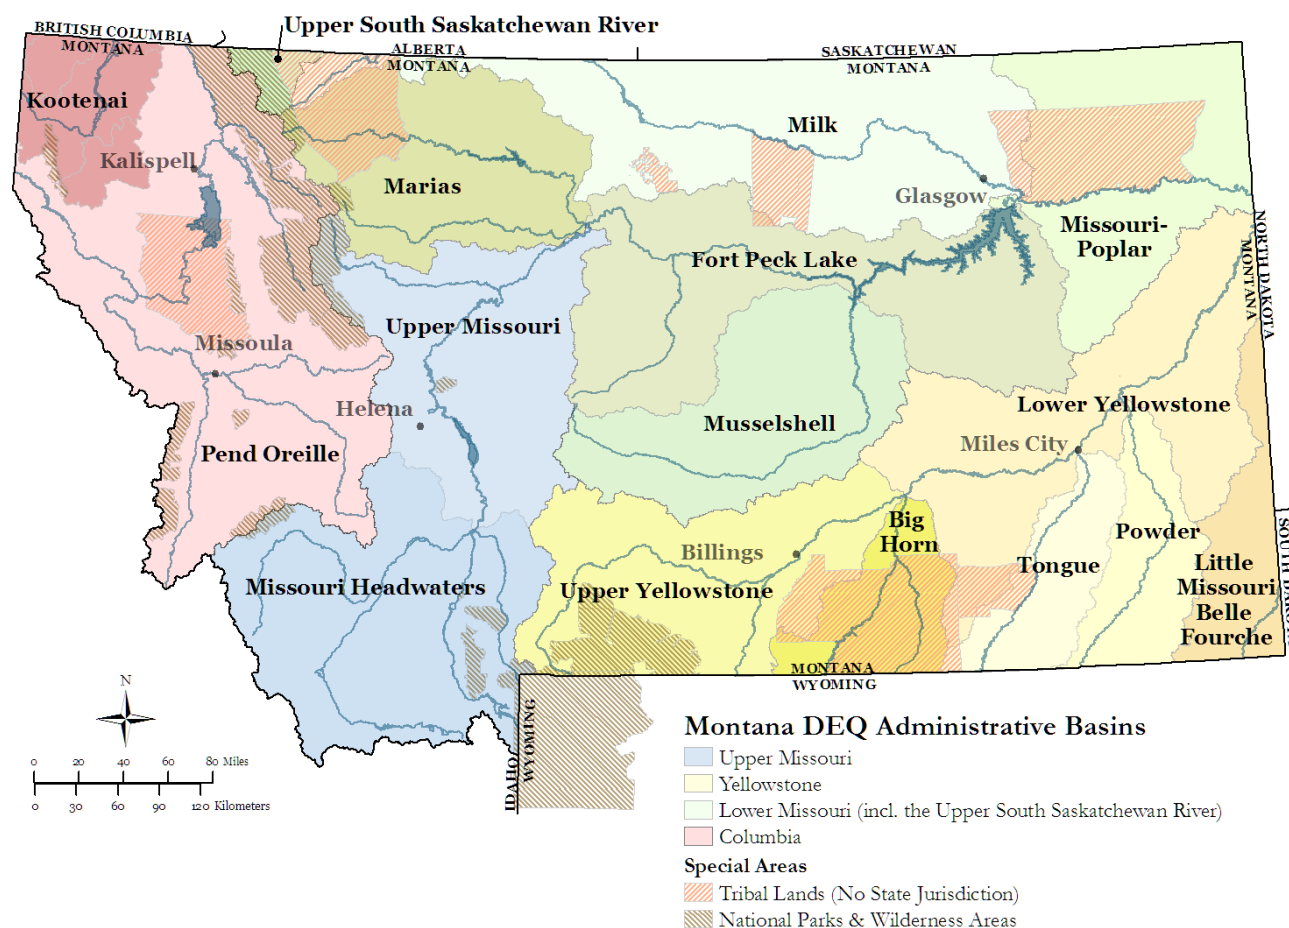 Upper South Saskatchewan River
BRITISH COLUMBIA
MONTANA
ALBERTA
MONTANA
SASKATCHEWAN
MONTANA
Kootenai
Kalispell
Marias
Milk
Glasgow
Missouri-
Poplar
NORTH DAKOTA
MONTANA
Fort Peck Lake
Upper Missouri
Missoula
Helena
Pend Oreille
Musselshell
Lower Yellowstone
Miles City
Billings
Big
Horn
Powder
Tongue
Little
Missouri
Belle
Fourche
SOUTH DAKOTA
Missouri Headwaters
Upper Yellowstone
MONTANA
WYOMING
IDAHO
WYOMING
N
0 20 40 60 80 Miles
0 30 60 90 120 Kilometers
Montana DEQ Administrative Basins
Upper Missouri
Yellowstone
Lower Missouri (incl. the Upper South Saskatchewan River)
Columbia
Special Areas
Tribal Lands (No State Jurisdiction)
National Parks & Wilderness Areas